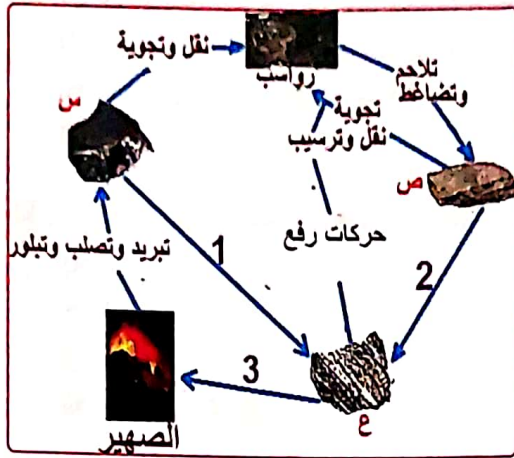 نقل وتجوية
رواسب
تلاحم
وتضاغط
س
تجوية
نقل وترسيب
ص
حركات رفع
تبريد وتصلب وتبلور
1
2
3
الصهير
ع